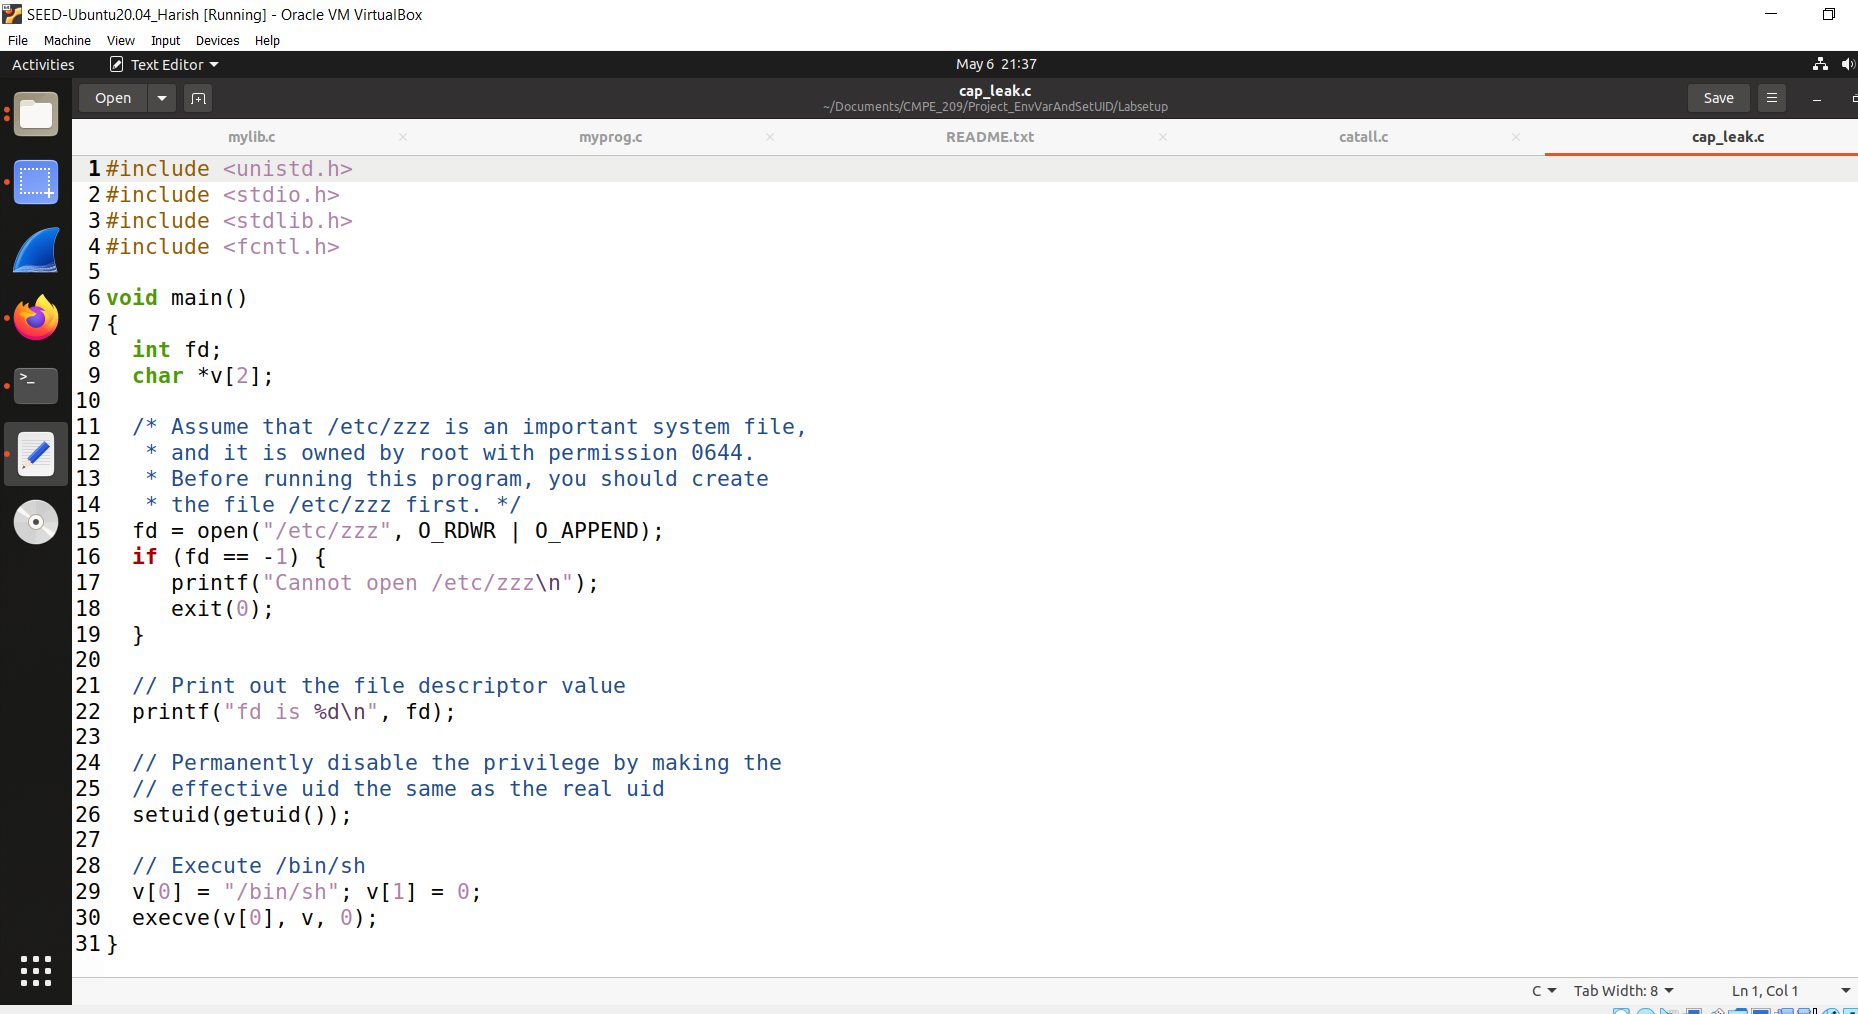 SEED-Ubuntu20.04_Harish [Running] - Oracle VM VirtualBox
File Machine View Input Devices Help
Activities Text Editor May 6 21:37
Open cap_leak.c Save
~/Documents/CMPE_209/Project_EnvVarAndSetUID/Labsetup
mylib.c × myprog.c × README.txt × catall.c × cap_leak.c
1 #include <unistd.h>
2 #include <stdio.h>
3 #include <stdlib.h>
4 #include <fcntl.h>
5
6 void main()
7 {
8   int fd;
9   char *v[2];
10
11   /* Assume that /etc/zzz is an important system file,
12    * and it is owned by root with permission 0644.
13    * Before running this program, you should create
14    * the file /etc/zzz first. */
15   fd = open("/etc/zzz", O_RDWR | O_APPEND);
16   if (fd == -1) {
17      printf("Cannot open /etc/zzz\n");
18      exit(0);
19   }
20
21   // Print out the file descriptor value
22   printf("fd is %d\n", fd);
23
24   // Permanently disable the privilege by making the
25   // effective uid the same as the real uid
26   setuid(getuid());
27
28   // Execute /bin/sh
29   v[0] = "/bin/sh"; v[1] = 0;
30   execve(v[0], v, 0);
31 }
C Tab Width: 8 Ln 1, Col 1